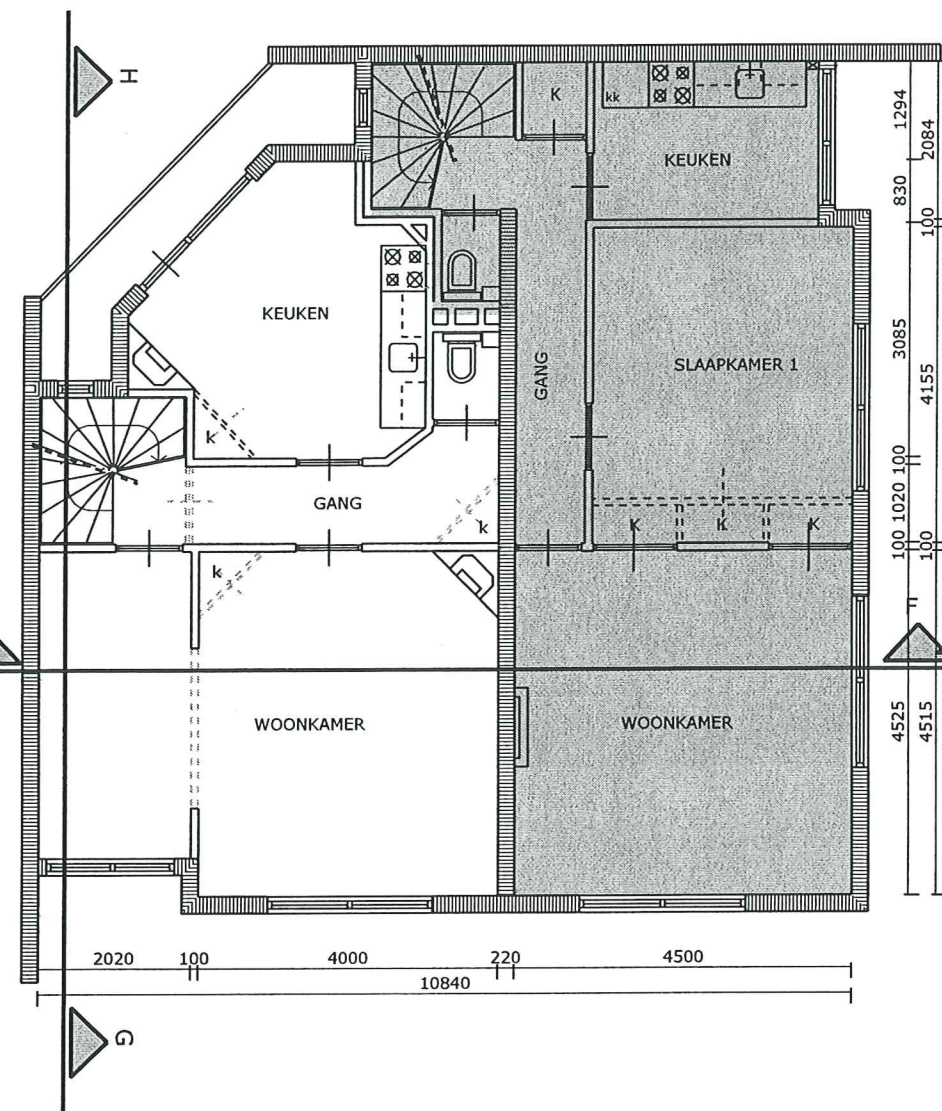 H
K
kk
KEUKEN
1294
2084
830
100
KEUKEN
GANG
SLAAPKAMER 1
3085
4155
k
100
GANG
k
K
K
K
1020
100
100
k
F
WOONKAMER
WOONKAMER
4525
4515
2020
100
4000
220
4500
10840
G